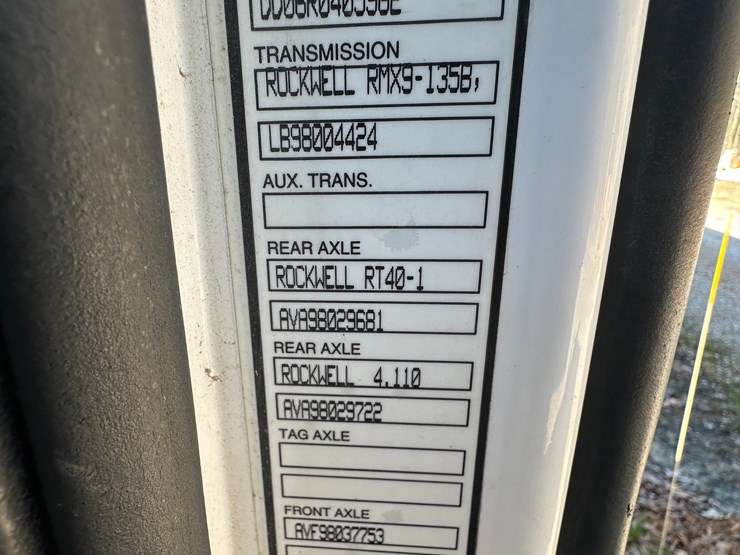 TRANSMISSION
ROCKWELL RMX9-135B,
LB98004424
AUX. TRANS.
REAR AXLE
ROCKWELL RT40-1
AVA98029681
REAR AXLE
ROCKWELL 4.110
AVA98029722
TAG AXLE
FRONT AXLE
AVF98037753